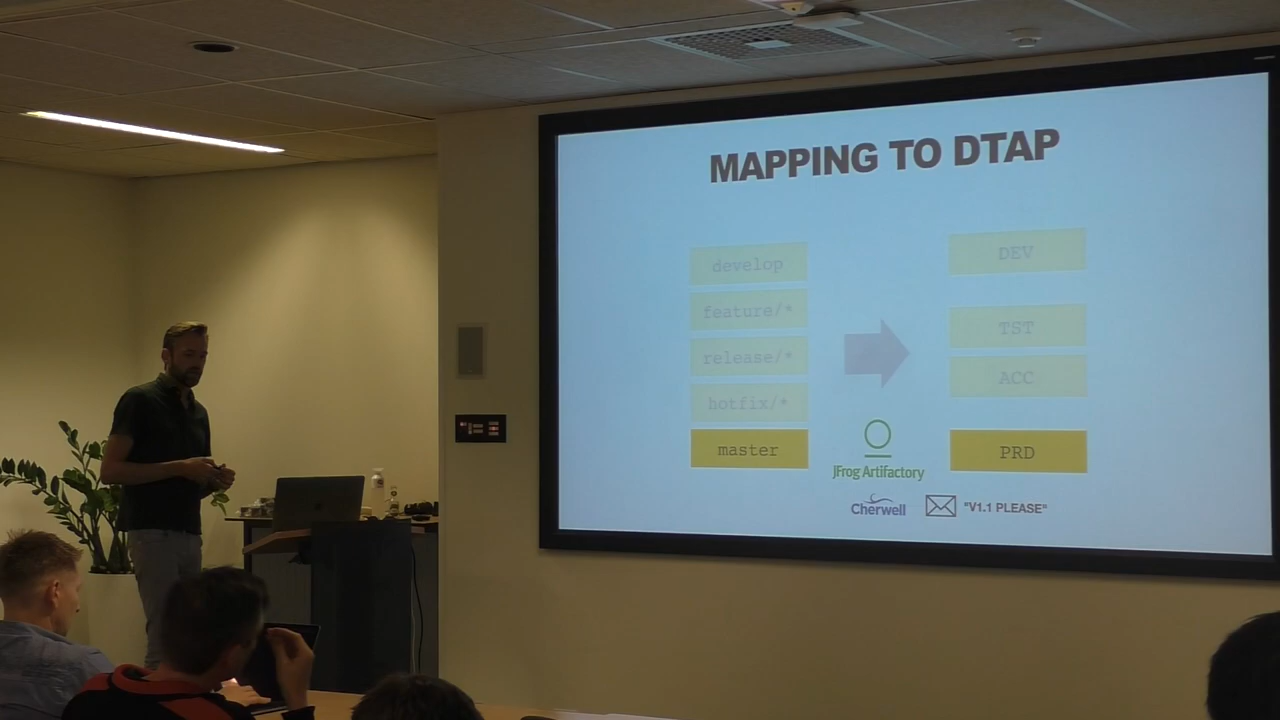 MAPPING TO DTAP
develop
feature/*
release/*
hotfix/*
master
DEV
TST
ACC
PRD
JFrog Artifactory
Cherwell
"V1.1 PLEASE"